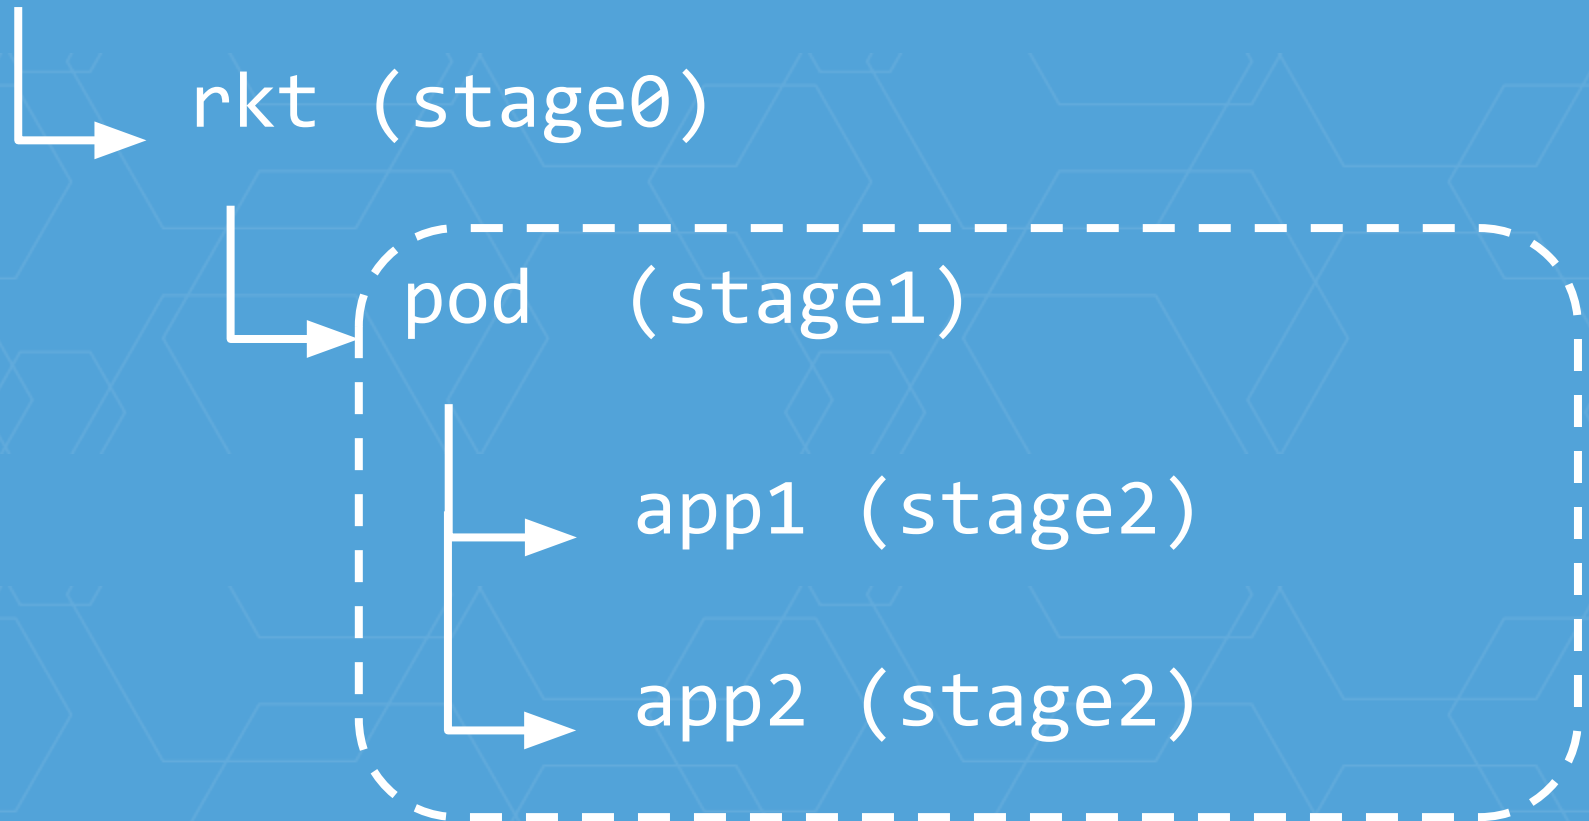 rkt (stage0)
pod (stage1)
app1 (stage2)
app2 (stage2)